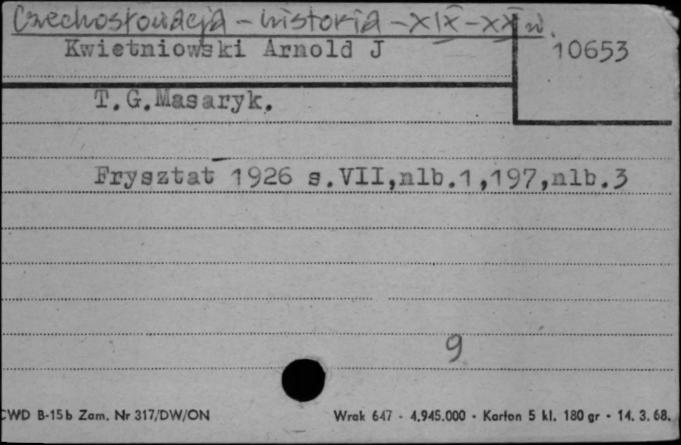 Czechosłowacja - historia - XIX-XX w.
Kwietniowski Arnold J
10653
T.G.Masaryk.
Frysztat 1926 s.VII,nlb.1,197,nlb.3
9
CWD B-15b Zam. Nr 317/DW/ON
Wrak 647 - 4.945.000 - Karton 5 kl. 180 gr - 14. 3. 68.